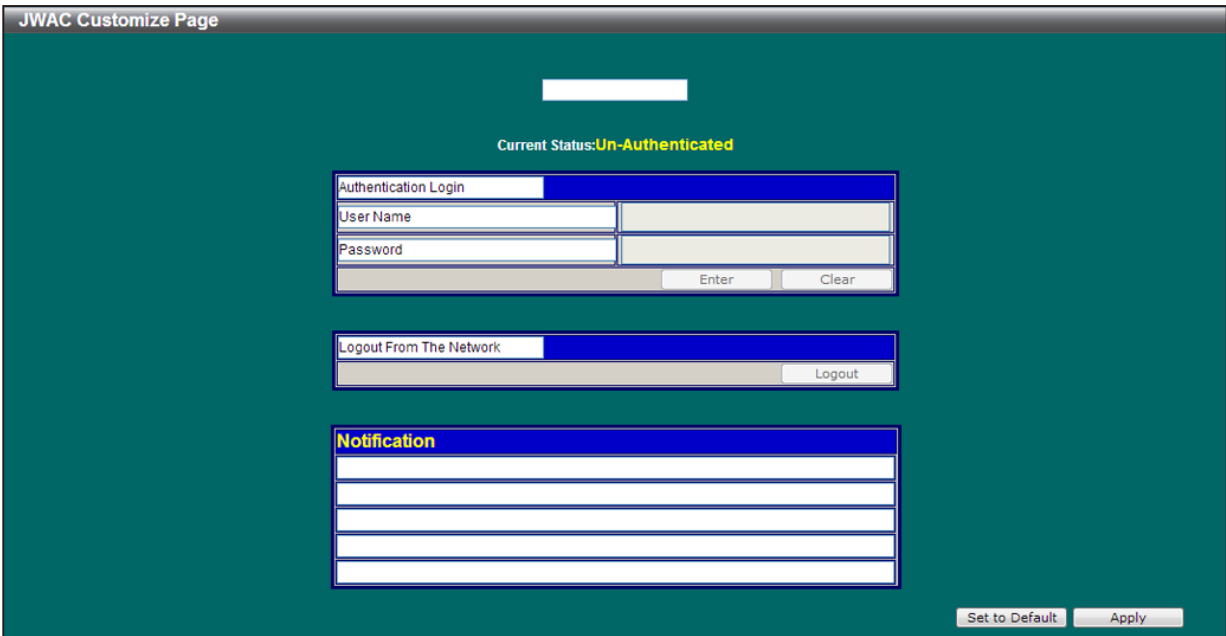 JWAC Customize Page
Current Status:Un-Authenticated
Authentication Login
User Name
Password
Enter Clear
Logout From The Network
Logout
Notification
Set to Default Apply